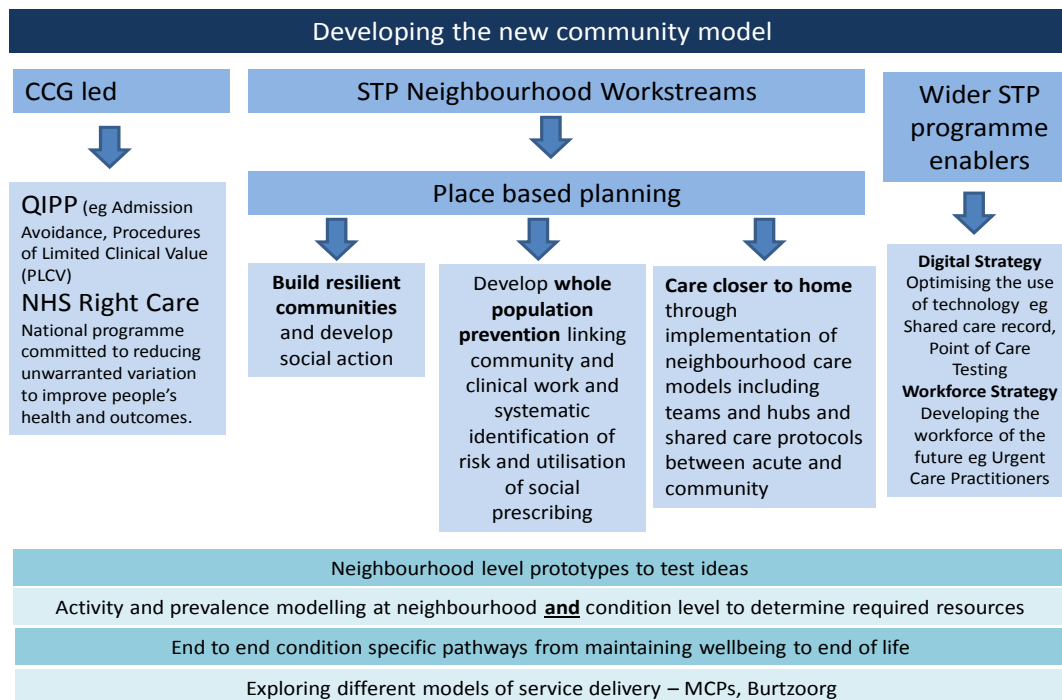 Developing the new community model
CCG led
STP Neighbourhood Workstreams
Wider STP
programme
enablers
Place based planning
QIPP (eg Admission
Avoidance, Procedures
of Limited Clinical Value
(PLCV)
NHS Right Care
National programme
committed to reducing
unwarranted variation
to improve people's
health and outcomes.
Build resilient
communities
and develop
social action
Develop whole
population
prevention linking
community and
clinical work and
systematic
identification of
risk and utilisation
of social
prescribing
Care closer to home
through
implementation of
neighbourhood care
models including
teams and hubs and
shared care protocols
between acute and
community
Digital Strategy
Optimising the use
of technology eg
Shared care record,
Point of Care
Testing
Workforce Strategy
Developing the
workforce of the
future eg Urgent
Care Practitioners
Neighbourhood level prototypes to test ideas
Activity and prevalence modelling at neighbourhood and condition level to determine required resources
End to end condition specific pathways from maintaining wellbeing to end of life
Exploring different models of service delivery – MCPs, Burtzoorg